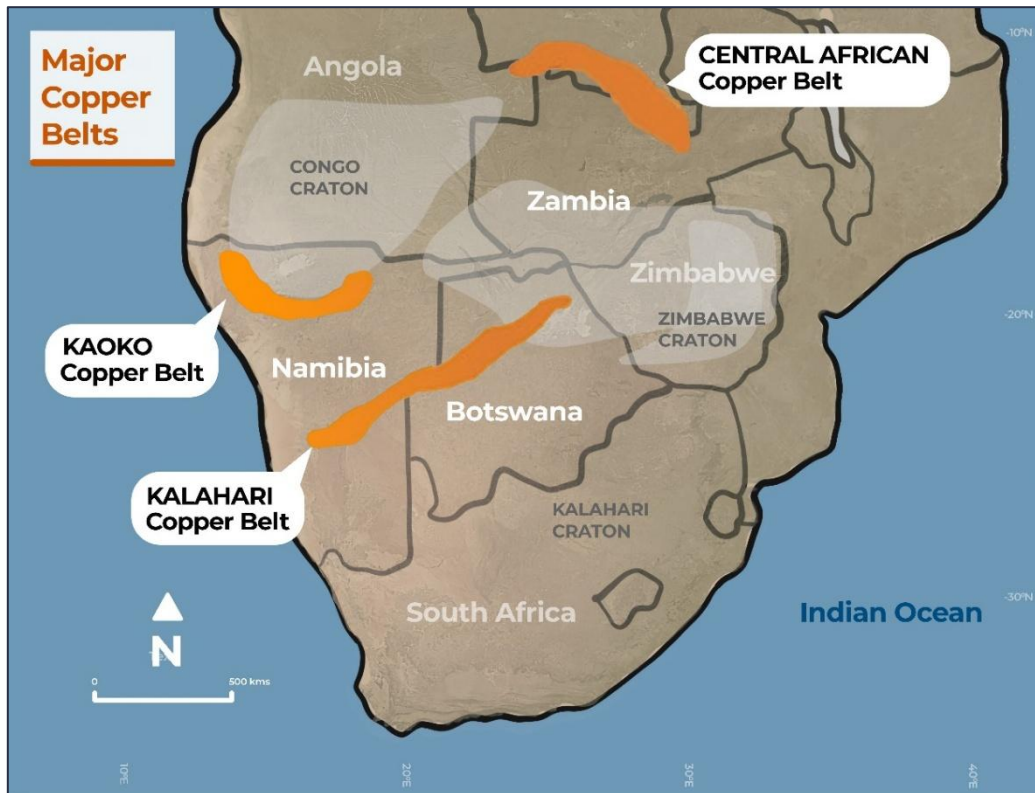 Major
Copper
Belts
Angola
CENTRAL AFRICAN
Copper Belt
-10°N
CONGO
CRATON
Zambia
Zimbabwe
ZIMBABWE
CRATON
-20°N
KAOKO
Copper Belt
Namibia
Botswana
KALAHARI
Copper Belt
KALAHARI
CRATON
South Africa
-30°N
Indian Ocean
N
0 500 kms
10°E
20°E
30°E
40°E